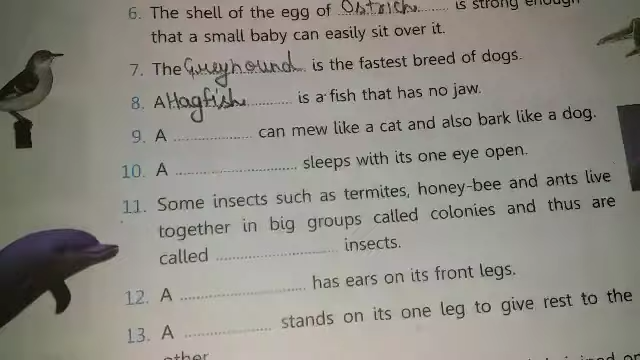 6. The shell of the egg of Ostrich is strong enough
that a small baby can easily sit over it.
7. The Greyhound is the fastest breed of dogs.
8. A Hagfish is a fish that has no jaw.
9. A .................... can mew like a cat and also bark like a dog.
10. A .............................. sleeps with its one eye open.
11. Some insects such as termites, honey-bee and ants live
together in big groups called colonies and thus are
called .............................. insects.
12. A .............................. has ears on its front legs.
13. A ...................... stands on its one leg to give rest to the
other